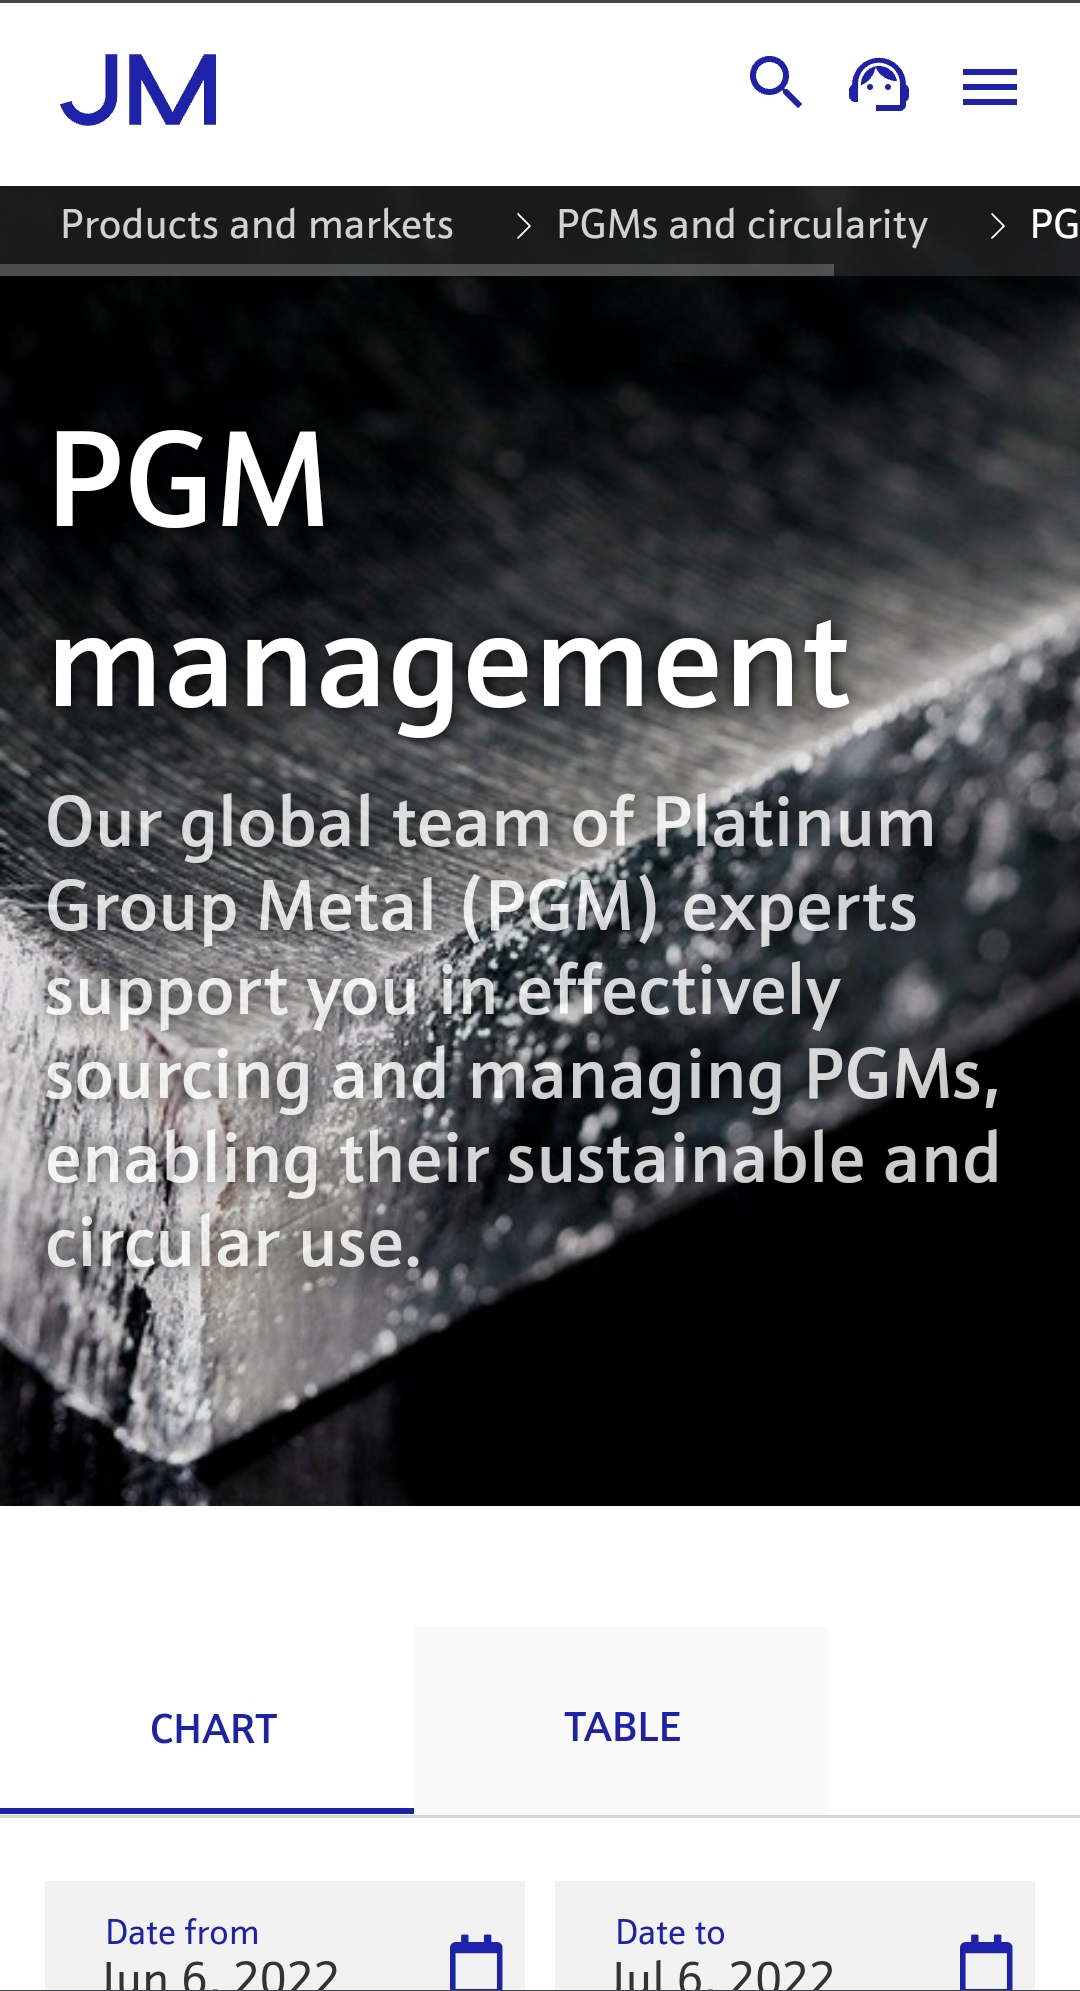 JM
Products and markets > PGMs and circularity > PG
PGM
management
Our global team of Platinum
Group Metal (PGM) experts
support you in effectively
sourcing and managing PGMs,
enabling their sustainable and
circular use.
CHART TABLE
Date from Date to
Jun 6, 2022 Jul 6, 2022